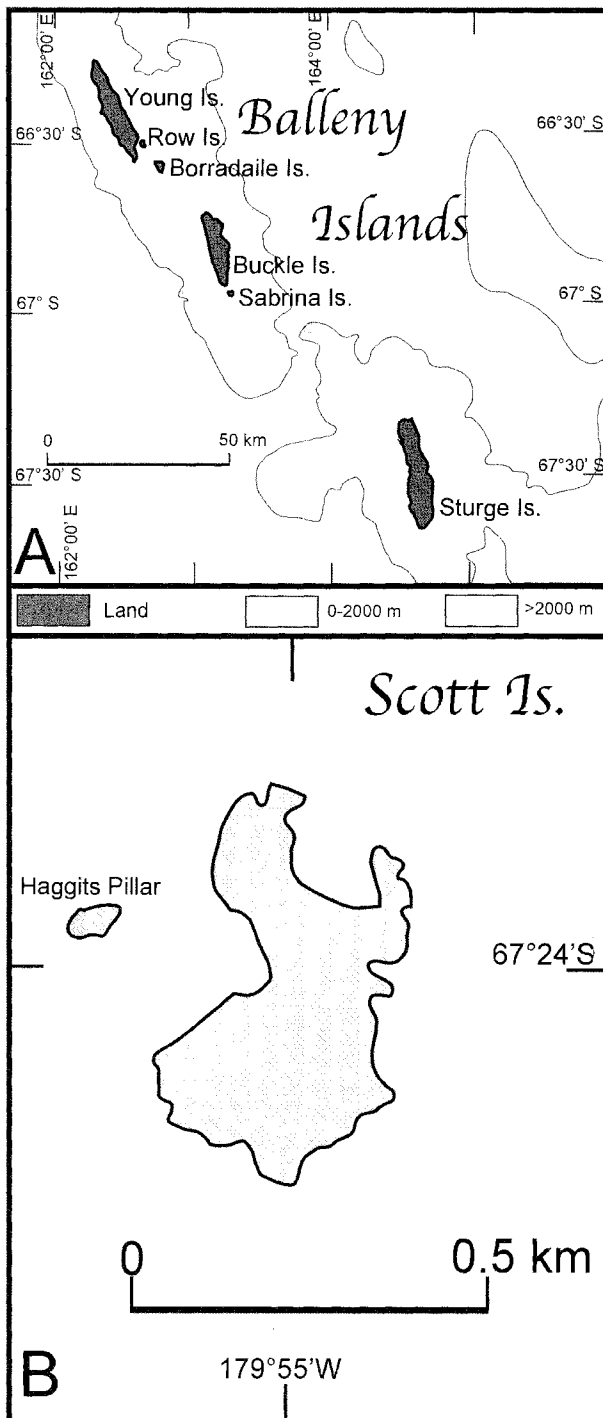 162°00' E
164°00' E
Young Is.
Balleny
66°30' S
66°30' S
Row Is.
Borradaile Is.
Islands
Buckle Is.
67° S
Sabrina Is.
67° S
0
50 km
67°30' S
67°30' S
Sturge Is.
A
162°00' E
Land
0-2000 m
>2000 m
Scott Is.
Haggits Pillar
67°24'S
0
0.5 km
179°55'W
B